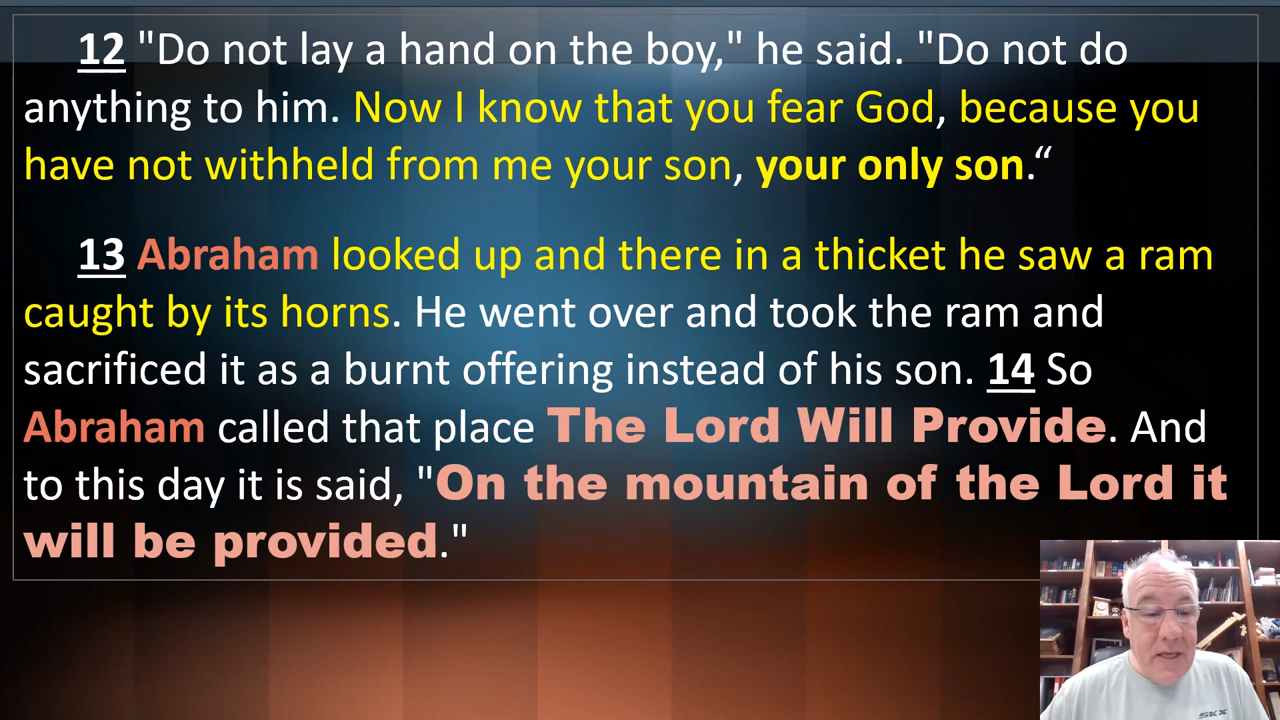 12 "Do not lay a hand on the boy," he said. "Do not do
anything to him. Now I know that you fear God, because you
have not withheld from me your son, your only son.“
13 Abraham looked up and there in a thicket he saw a ram
caught by its horns. He went over and took the ram and
sacrificed it as a burnt offering instead of his son. 14 So
Abraham called that place The Lord Will Provide. And
to this day it is said, "On the mountain of the Lord it
will be provided."
SKX